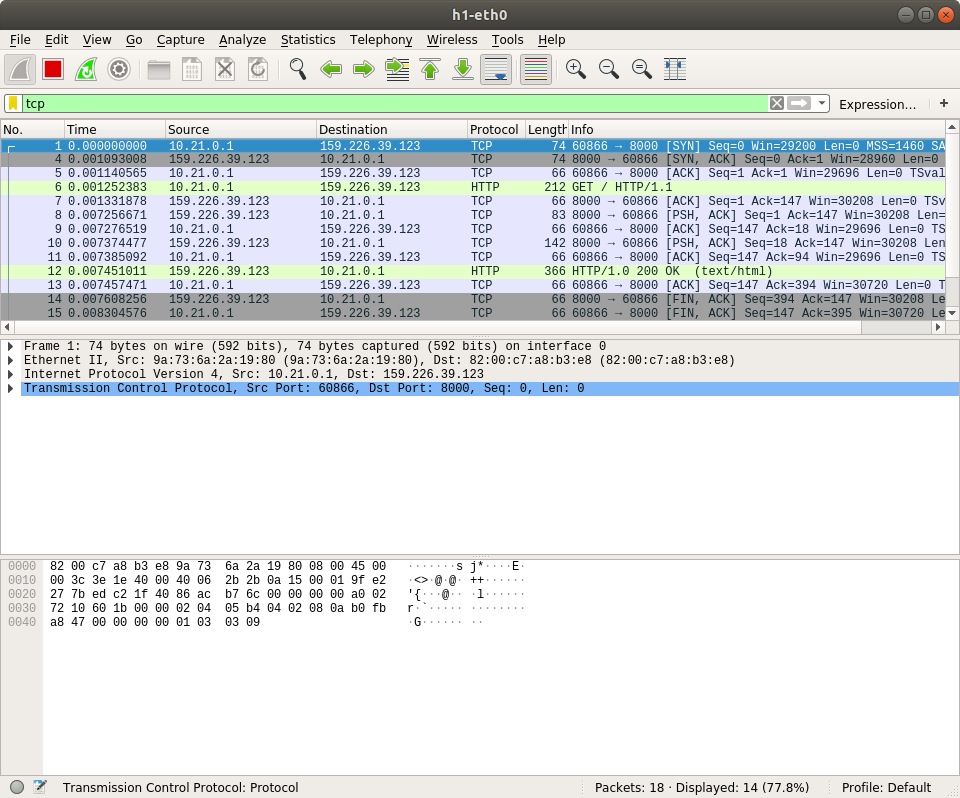 h1-eth0
File Edit View Go Capture Analyze Statistics Telephony Wireless Tools Help
tcp Expression… +
No. Time Source Destination Protocol Length Info
1 0.000000000 10.21.0.1 159.226.39.123 TCP 74 60866 → 8000 [SYN] Seq=0 Win=29200 Len=0 MSS=1460 SA
4 0.001093008 159.226.39.123 10.21.0.1 TCP 74 8000 → 60866 [SYN, ACK] Seq=0 Ack=1 Win=28960 Len=0
5 0.001140565 10.21.0.1 159.226.39.123 TCP 66 60866 → 8000 [ACK] Seq=1 Ack=1 Win=29696 Len=0 TSval
6 0.001252383 10.21.0.1 159.226.39.123 HTTP 212 GET / HTTP/1.1
7 0.001331878 159.226.39.123 10.21.0.1 TCP 66 8000 → 60866 [ACK] Seq=1 Ack=147 Win=30208 Len=0 TSv
8 0.007256671 159.226.39.123 10.21.0.1 TCP 83 8000 → 60866 [PSH, ACK] Seq=1 Ack=147 Win=30208 Len=
9 0.007276519 10.21.0.1 159.226.39.123 TCP 66 60866 → 8000 [ACK] Seq=147 Ack=18 Win=29696 Len=0 TS
10 0.007374477 159.226.39.123 10.21.0.1 TCP 142 8000 → 60866 [PSH, ACK] Seq=18 Ack=147 Win=30208 Len
11 0.007385092 10.21.0.1 159.226.39.123 TCP 66 60866 → 8000 [ACK] Seq=147 Ack=94 Win=29696 Len=0 TS
12 0.007451011 159.226.39.123 10.21.0.1 HTTP 366 HTTP/1.0 200 OK (text/html)
13 0.007457471 10.21.0.1 159.226.39.123 TCP 66 60866 → 8000 [ACK] Seq=147 Ack=394 Win=30720 Len=0 T
14 0.007608256 159.226.39.123 10.21.0.1 TCP 66 8000 → 60866 [FIN, ACK] Seq=394 Ack=147 Win=30208 Le
15 0.008304576 10.21.0.1 159.226.39.123 TCP 66 60866 → 8000 [FIN, ACK] Seq=147 Ack=395 Win=30720 Le
Frame 1: 74 bytes on wire (592 bits), 74 bytes captured (592 bits) on interface 0
Ethernet II, Src: 9a:73:6a:2a:19:80 (9a:73:6a:2a:19:80), Dst: 82:00:c7:a8:b3:e8 (82:00:c7:a8:b3:e8)
Internet Protocol Version 4, Src: 10.21.0.1, Dst: 159.226.39.123
Transmission Control Protocol, Src Port: 60866, Dst Port: 8000, Seq: 0, Len: 0
0000 82 00 c7 a8 b3 e8 9a 73 6a 2a 19 80 08 00 45 00 ·······s j*····E·
0010 00 3c 3e 1e 40 00 40 06 2b 2b 0a 15 00 01 9f e2 ·<>·@·@· ++······
0020 27 7b ed c2 1f 40 86 ac b7 6c 00 00 00 00 a0 02 '{···@·· ·l······
0030 72 10 60 1b 00 00 02 04 05 b4 04 02 08 0a b0 fb r·`····· ········
0040 a8 47 00 00 00 00 01 03 03 09 ·G······ ··
Transmission Control Protocol: Protocol Packets: 18 · Displayed: 14 (77.8%) Profile: Default